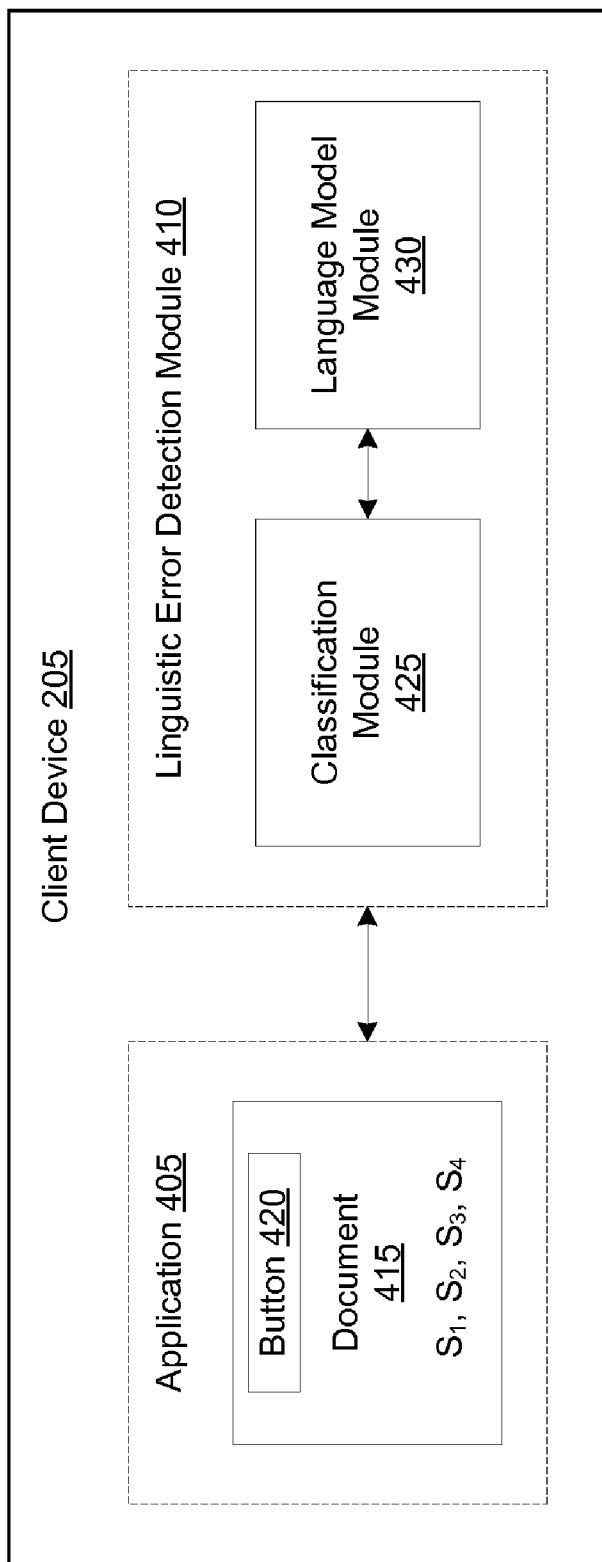 Client Device 205
Application 405
Button 420
Document
415
S₁, S₂, S₃, S₄
Linguistic Error Detection Module 410
Classification
Module
425
Language Model
Module
430